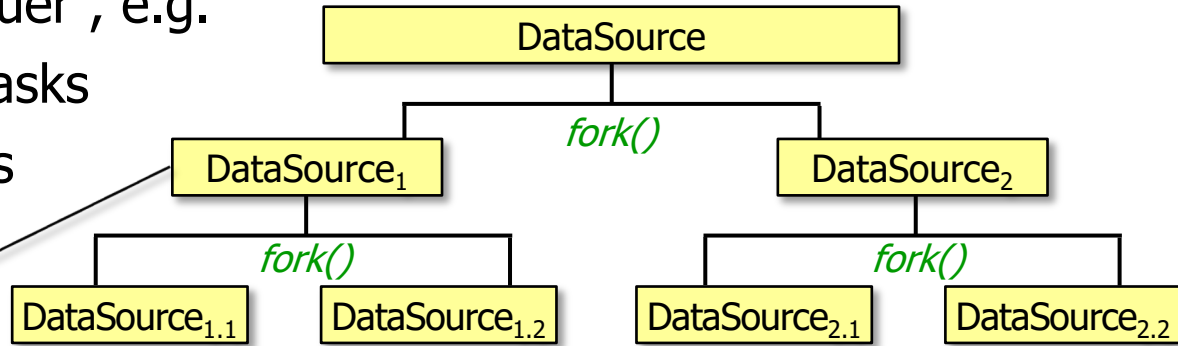 uer", e.g.
asks
s
DataSource
fork()
DataSource₁
DataSource₂
fork()
fork()
DataSource₁.₁
DataSource₁.₂
DataSource₂.₁
DataSource₂.₂